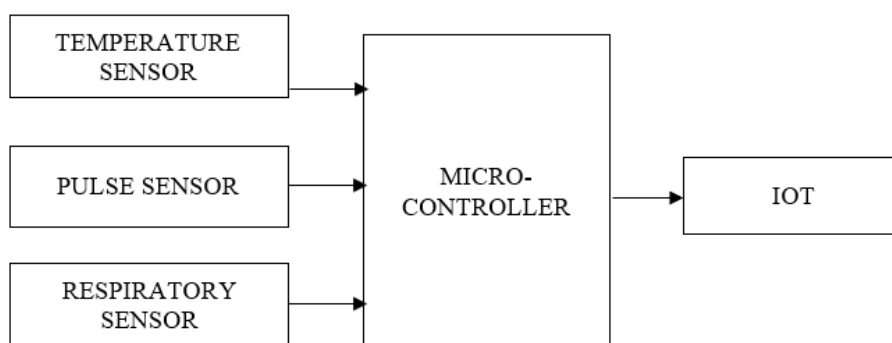 TEMPERATURE
SENSOR
PULSE SENSOR
RESPIRATORY
SENSOR
MICRO-
CONTROLLER
IOT